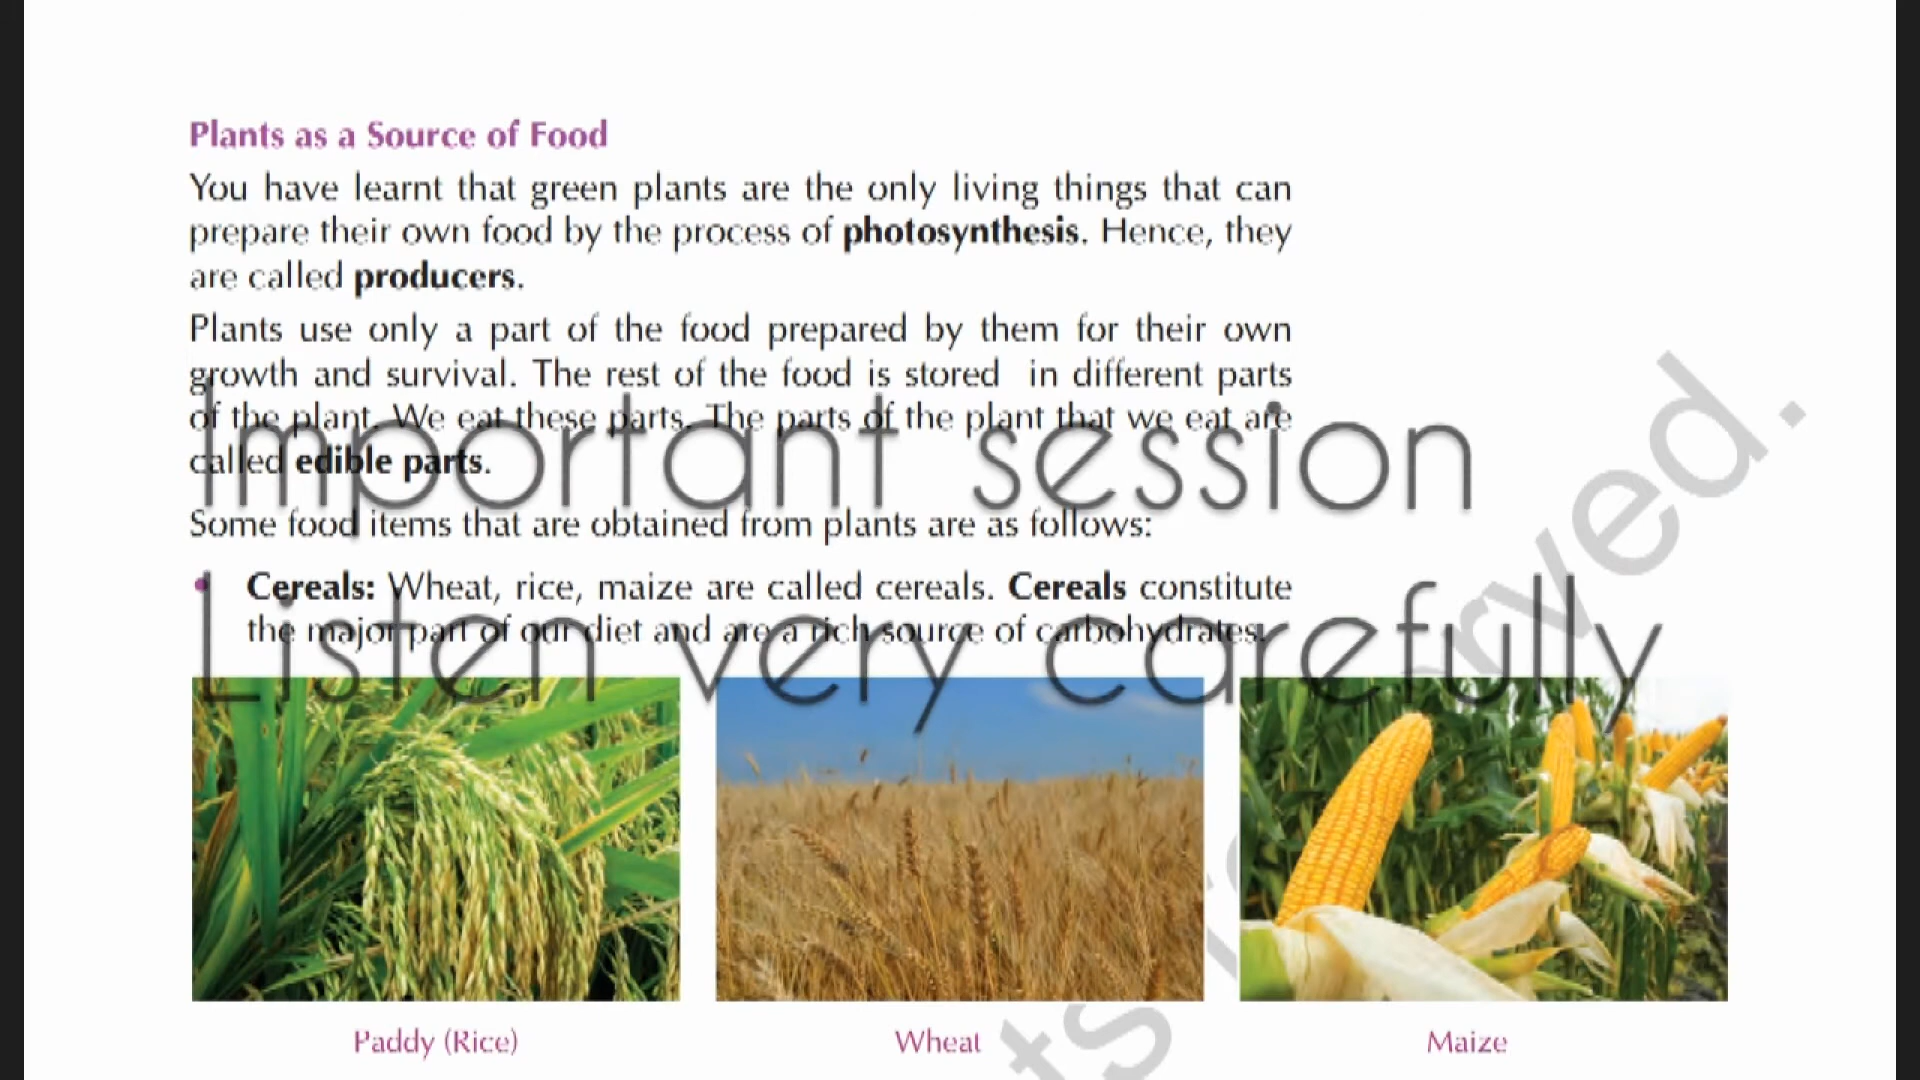 Plants as a Source of Food
You have learnt that green plants are the only living things that can
prepare their own food by the process of photosynthesis. Hence, they
are called producers.
Plants use only a part of the food prepared by them for their own
growth and survival. The rest of the food is stored in different parts
of the plant. We eat these parts. The parts of the plant that we eat are
called edible parts.
Important session
Some food items that are obtained from plants are as follows:
• Cereals: Wheat, rice, maize are called cereals. Cereals constitute
the major part of our diet and are a rich source of carbohydrates.
Listen very carefully
Paddy (Rice)
Wheat
Maize